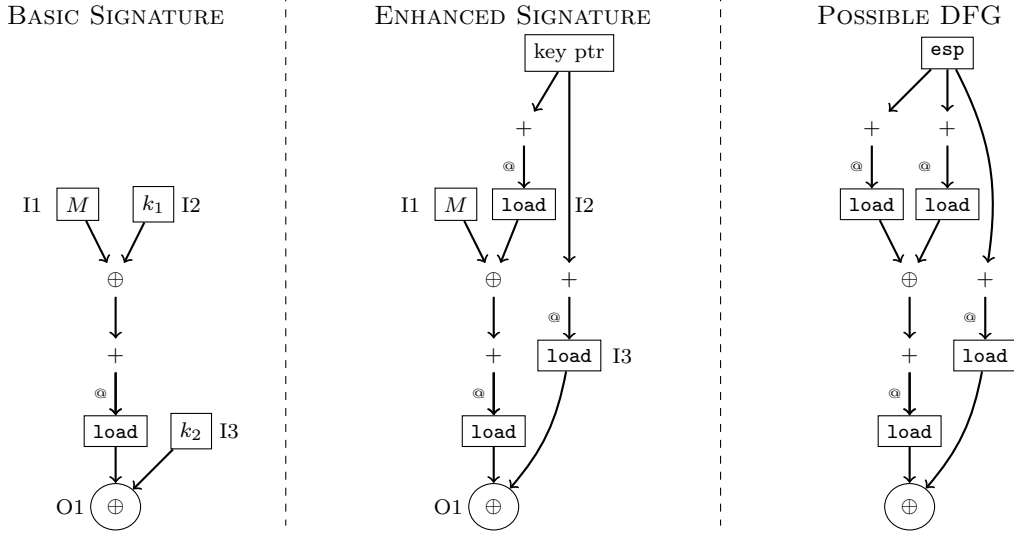 BASIC SIGNATURE
I1 M k₁ I2
⊕
+
@
load k₂ I3
O1 ⊕
ENHANCED SIGNATURE
key ptr
+
@
I1 M load I2
⊕ +
@
+ load I3
@
load
O1 ⊕
POSSIBLE DFG
esp
+ +
@ @
load load
⊕ +
@
+ load
@
load
⊕